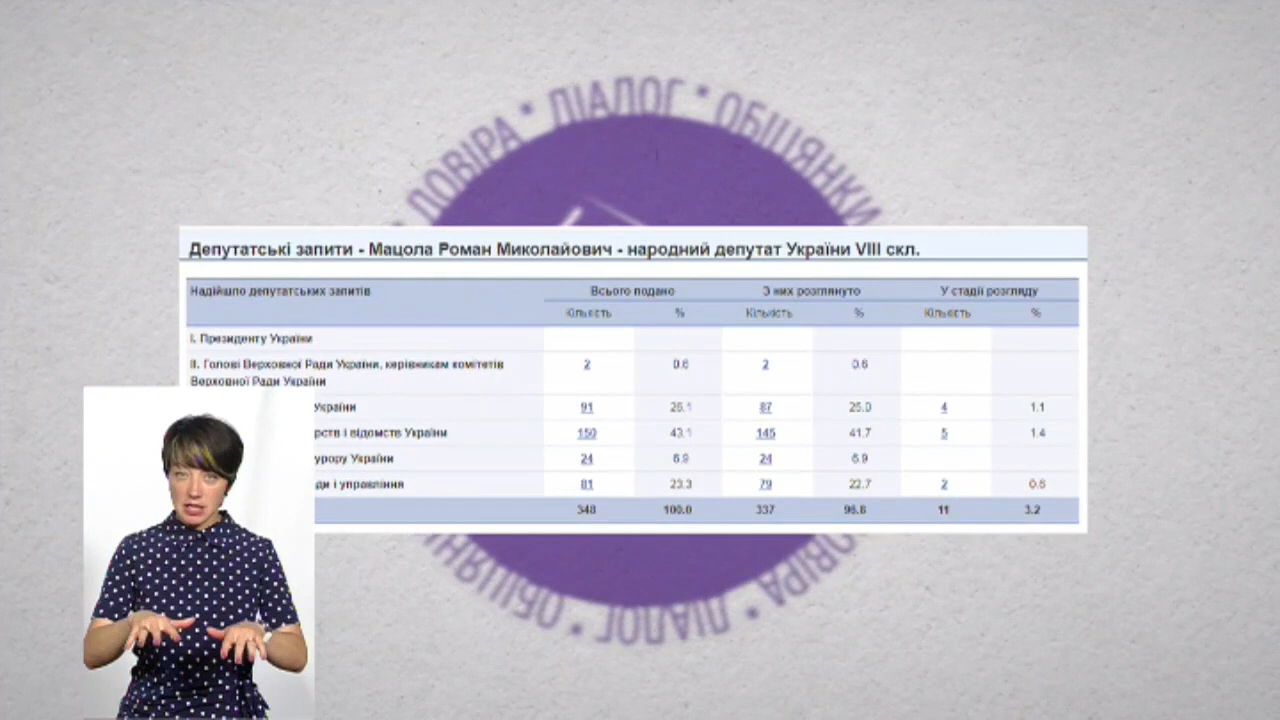 ДОВІРА • ДІАЛОГ • ОБІЦЯНКИ
Депутатські запити - Мацола Роман Миколайович - народний депутат України VIII скл.
Надійшло депутатських запитів Всього подано З них розглянуто У стадії розгляду
Кількість % Кількість % Кількість %
I. Президенту України
II. Голові Верховної Ради України, керівникам комітетів Верховної Ради України 2 0.6 2 0.6
України 91 26.1 87 25.0 4 1.1
рств і відомств України 150 43.1 145 41.7 5 1.4
урору України 24 6.9 24 6.9
ди і управління 81 23.3 79 22.7 2 0.6
348 100.0 337 96.8 11 3.2
ОБІЦЯН • ДІАЛОГ • ДОВІРА